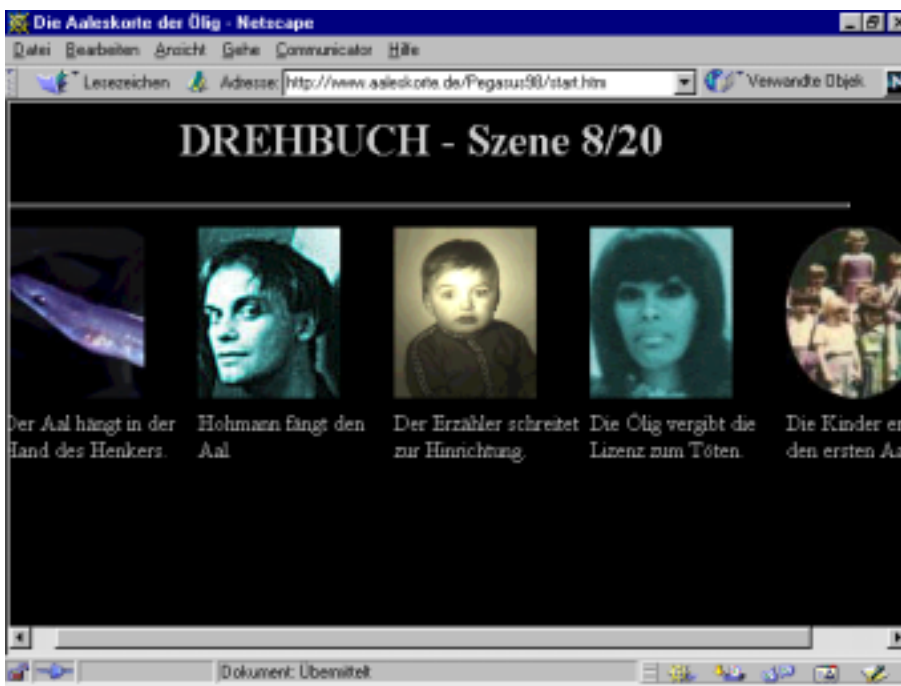 Die Aaleskorte der Ölig - Netscape
Datei Bearbeiten Ansicht Gehe Communicator Hilfe
Lesezeichen Adresse: http://www.aaleskorte.de/Pegasus98/start.htm Verwandte Objek.
DREHBUCH - Szene 8/20
Der Aal hängt in der
Hand des Henkers.
Hohmann fängt den
Aal.
Der Erzähler schreitet
zur Hinrichtung.
Die Ölig vergibt die
Lizenz zum Töten.
Die Kinder
den ersten
Dokument: Übermittelt